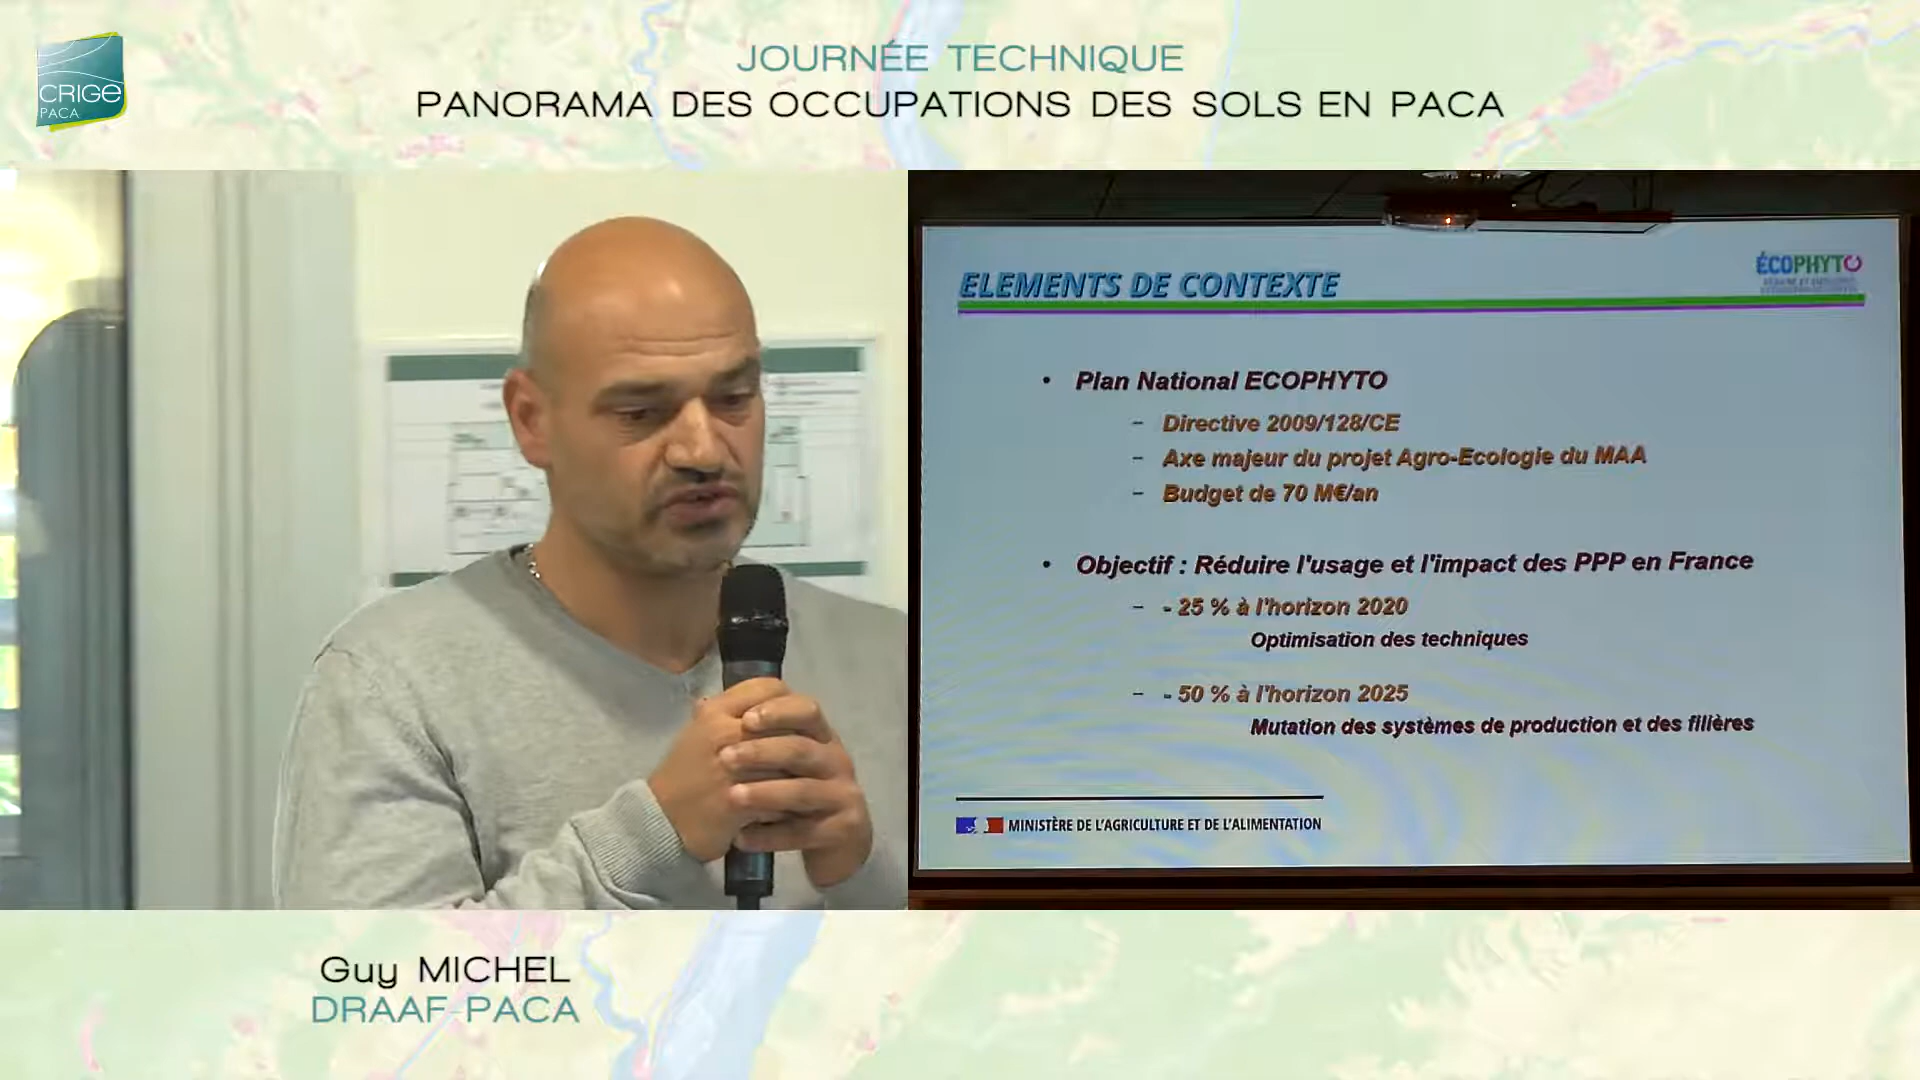 CRIGE
PACA
JOURNÉE TECHNIQUE
PANORAMA DES OCCUPATIONS DES SOLS EN PACA
ELEMENTS DE CONTEXTE
ÉCOPHYTO
• Plan National ECOPHYTO
– Directive 2009/128/CE
– Axe majeur du projet Agro-Ecologie du MAA
– Budget de 70 M€/an
• Objectif : Réduire l'usage et l'impact des PPP en France
– - 25 % à l'horizon 2020
Optimisation des techniques
– - 50 % à l'horizon 2025
Mutation des systèmes de production et des filières
MINISTÈRE DE L'AGRICULTURE ET DE L'ALIMENTATION
Guy MICHEL
DRAAF-PACA